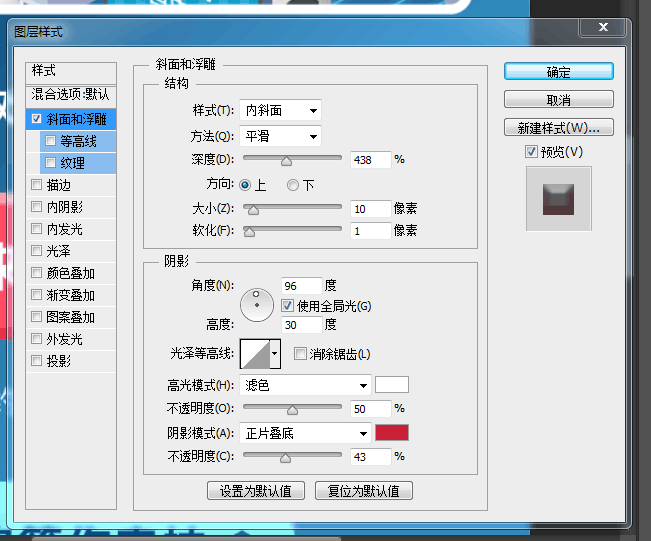 图层样式
样式
混合选项:默认
斜面和浮雕
等高线
纹理
描边
内阴影
内发光
光泽
颜色叠加
渐变叠加
图案叠加
外发光
投影
斜面和浮雕
结构
样式(T): 内斜面
方法(Q): 平滑
深度(D): 438 %
方向: 上 下
大小(Z): 10 像素
软化(F): 1 像素
阴影
角度(N): 96 度
使用全局光(G)
高度: 30 度
光泽等高线: 消除锯齿(L)
高光模式(H): 滤色
不透明度(O): 50 %
阴影模式(A): 正片叠底
不透明度(C): 43 %
设置为默认值 复位为默认值
确定
取消
新建样式(W)...
预览(V)